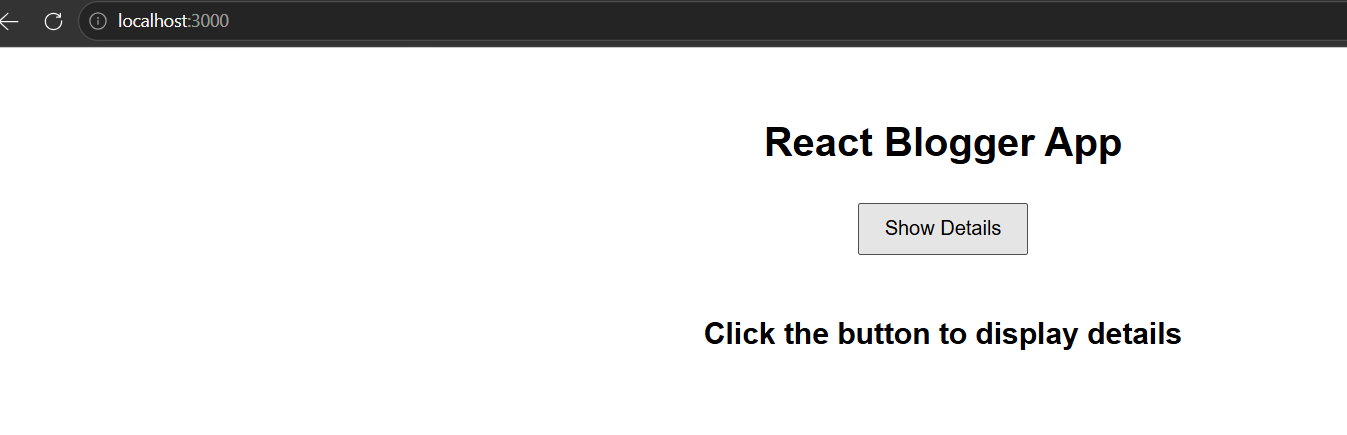 localhost:3000
React Blogger App
Show Details
Click the button to display details